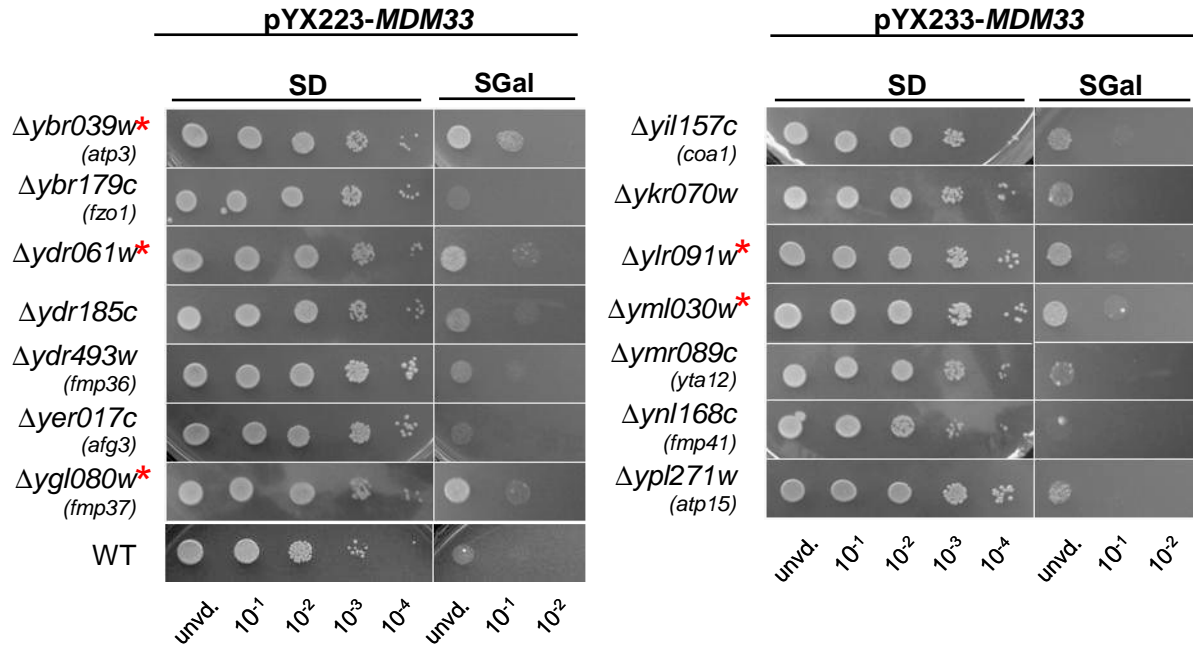 pYX223-MDM33
SD SGal
Δybr039w*
(atp3)
Δybr179c
(fzo1)
Δydr061w*
Δydr185c
Δydr493w
(fmp36)
Δyer017c
(afg3)
Δygl080w*
(fmp37)
WT
unvd. 10-1 10-2 10-3 10-4 unvd. 10-1 10-2
pYX233-MDM33
SD SGal
Δyil157c
(coa1)
Δykr070w
Δylr091w*
Δyml030w*
Δymr089c
(yta12)
Δynl168c
(fmp41)
Δypl271w
(atp15)
unvd. 10-1 10-2 10-3 10-4 unvd. 10-1 10-2